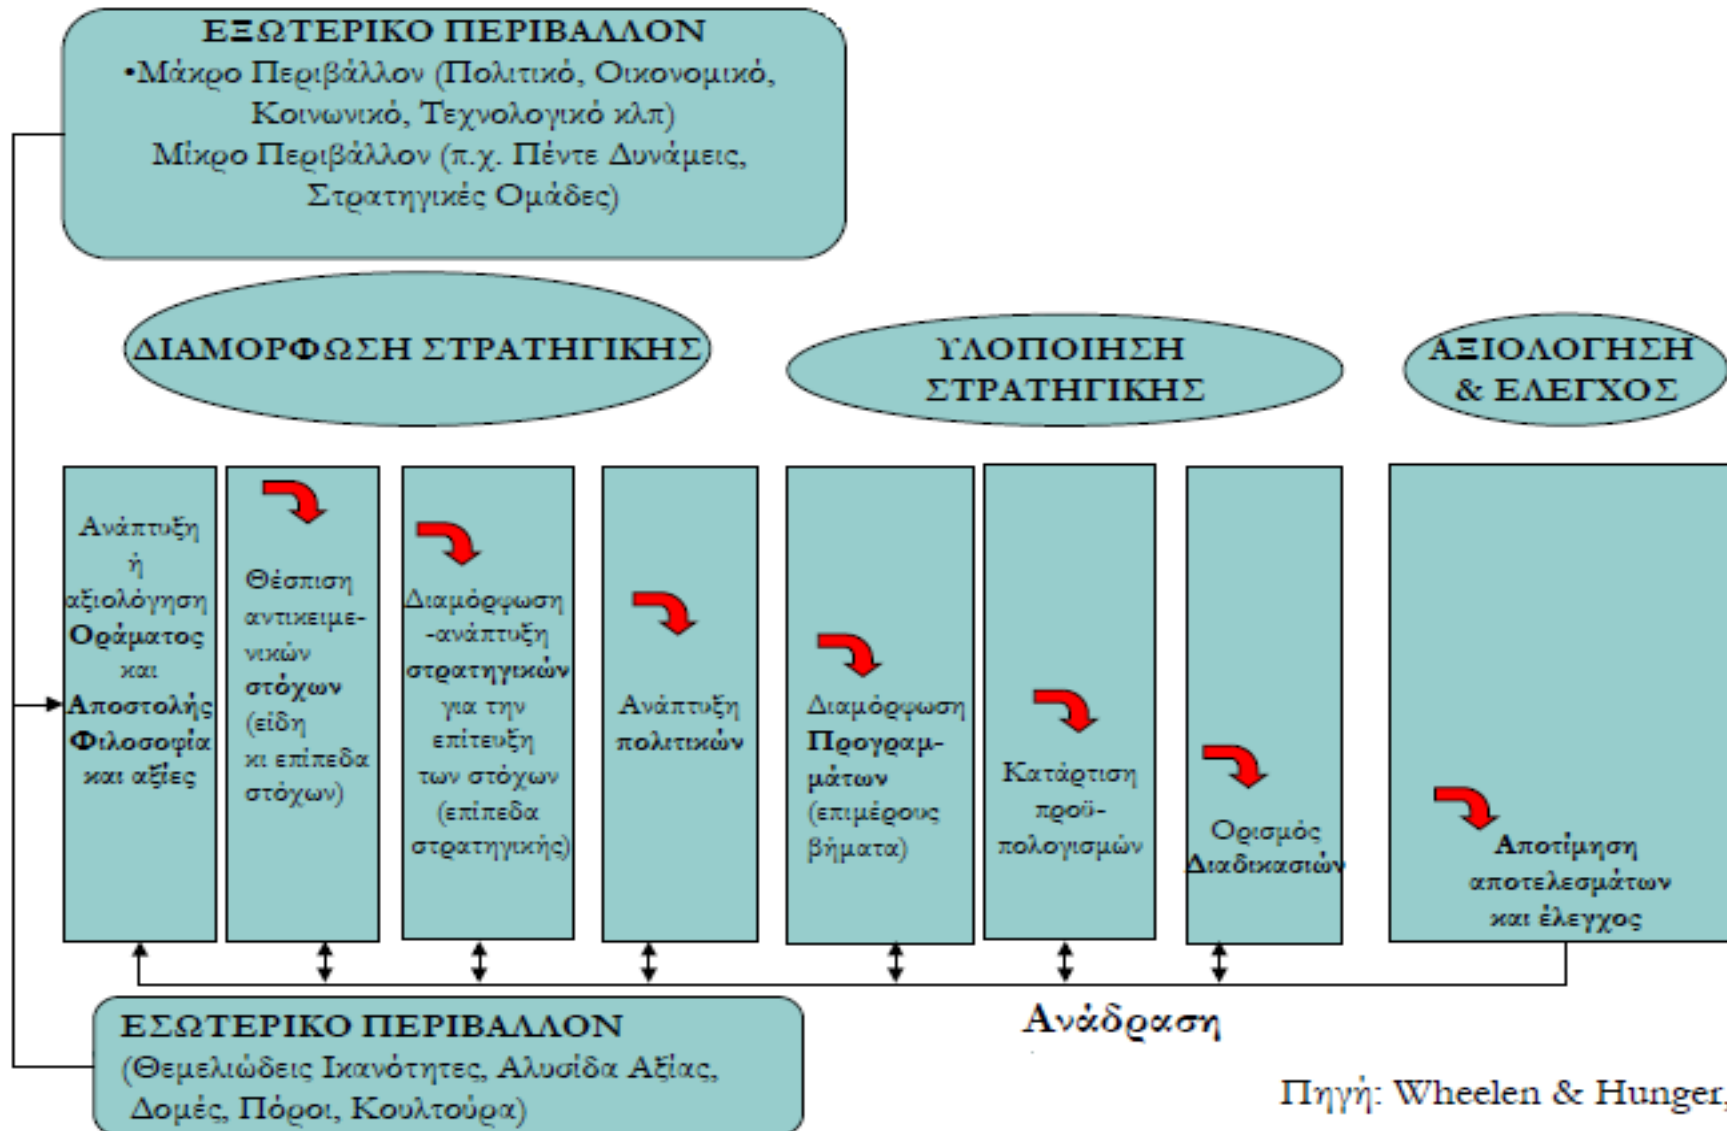 ΕΞΩΤΕΡΙΚΟ ΠΕΡΙΒΑΛΛΟΝ
•Μάκρο Περιβάλλον (Πολιτικό, Οικονομικό,
Κοινωνικό, Τεχνολογικό κλπ)
Μίκρο Περιβάλλον (π.χ. Πέντε Δυνάμεις,
Στρατηγικές Ομάδες)
ΔΙΑΜΟΡΦΩΣΗ ΣΤΡΑΤΗΓΙΚΗΣ
ΥΛΟΠΟΙΗΣΗ
ΣΤΡΑΤΗΓΙΚΗΣ
ΑΞΙΟΛΟΓΗΣΗ
& ΕΛΕΓΧΟΣ
Ανάπτυξη
ή
αξιολόγηση
Οράματος
και
Αποστολής
Φιλοσοφία
και αξίες
Θέσπιση
αντικειμε-
νικών
στόχων
(είδη
κι επίπεδα
στόχων)
Διαμόρφωση
-ανάπτυξη
στρατηγικών
για την
επίτευξη
των στόχων
(επίπεδα
στρατηγικής)
Ανάπτυξη
πολιτικών
Διαμόρφωση
Προγραμ-
μάτων
(επιμέρους
βήματα)
Κατάρτιση
προϋ-
πολογισμών
Ορισμός
Διαδικασιών
Αποτίμηση
αποτελεσμάτων
και έλεγχος
Ανάδραση
ΕΣΩΤΕΡΙΚΟ ΠΕΡΙΒΑΛΛΟΝ
(Θεμελιώδεις Ικανότητες, Αλυσίδα Αξίας,
Δομές, Πόροι, Κουλτούρα)
Πηγή: Wheelen & Hunger,